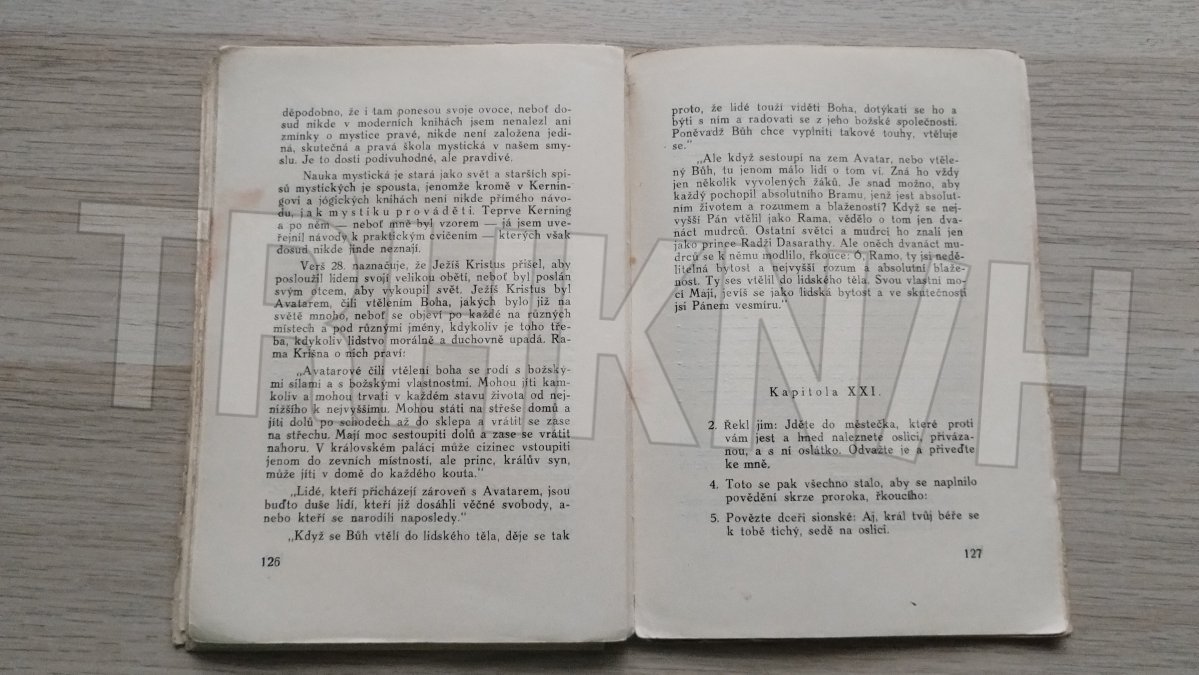 děpodobno, že i tam ponesou svoje ovoce, neboť do-
sud nikde v moderních knihách jsem nenalezl ani
zmínky o mystice pravé, nikde není založena jedi-
ná, skutečná a pravá škola mystická v našem smy-
slu. Je to dosti podivuhodné, ale pravdivé.
Nauka mystická je stará jako svět a starších spi-
sů mystických je spousta, jenomže kromě v Kernin-
govi a jógických knihách není nikde přímého návo-
du, jak mystiku prováděti. Teprve Kerning
a po něm — neboť mně byl vzorem — já jsem uve-
řejnil návody k praktickým cvičením — kterých však
dosud nikde jinde neznají.
Verš 28. naznačuje, že Ježíš Kristus přišel, aby
posloužil lidem svojí velikou obětí, neboť byl poslán
svým otcem, aby vykoupil svět. Ježíš Kristus byl
Avatarem, čili vtělením Boha, jakých bylo již na
světě mnoho, neboť se objeví po každé na různých
místech a pod různými jmény, kdykoliv je toho tře-
ba, kdykoliv lidstvo morálně a duchovně upadá. Ra-
ma Krišna o nich praví:
„Avatarové čili vtělení boha se rodí s božský-
mi silami a s božskými vlastnostmi. Mohou jíti kam-
koliv a mohou trvati v každém stavu života od nej-
nižšího k nejvyššímu. Mohou státi na střeše domů a
jíti dolů po schodech až do sklepa a vrátit se zase
na střechu. Mají moc sestoupiti dolů a zase se vrátit
nahoru. V královském paláci může cizinec vstoupiti
jenom do zevních místností, ale princ, králův syn,
může jíti v domě do každého kouta.“
„Lidé, kteří přicházejí zároveň s Avatarem, jsou
buďto duše lidí, kteří již dosáhli věčné svobody, a-
nebo kteří se narodili naposledy.“
„Když se Bůh vtělí do lidského těla, děje se tak
126
proto, že lidé touží viděti Boha, dotýkati se ho a
býti s ním a radovati se z jeho božské společnosti.
Poněvadž Bůh chce vyplniti takové touhy, vtěluje
se.“
„Ale když sestoupí na zem Avatar, nebo vtěle-
ný Bůh, tu jenom málo lidí o tom ví. Zná ho vždy
jen několik vyvolených žáků. Je snad možno, aby
každý pochopil absolutního Bramu, jenž jest absolut-
ním životem a rozumem a blažeností? Když se nej-
vyšší Pán vtělil jako Rama, vědělo o tom jen dva-
náct mudrců. Ostatní světci a mudrci ho znali jen
jako prince Radži Dasarathy. Ale oněch dvanáct mu-
drců se k němu modlilo, řkouce: Ó, Ramo, ty jsi nedě-
litelná bytost a nejvyšší rozum a absolutní blaže-
nost. Ty ses vtělil do lidského těla. Svou vlastní mo-
cí Mají, jevíš se jako lidská bytost a ve skutečnosti
jsi Pánem vesmíru.“
Kapitola XXI.
2. Řekl jim: Jděte do městečka, které proti
vám jest a hned naleznete oslici, přiváza-
nou, a s ní oslátko. Odvažte je a přiveďte
ke mně.
4. Toto se pak všechno stalo, aby se naplnilo
povědění skrze proroka, řkoucího:
5. Povězte dceři sionské: Aj, král tvůj béře se
k tobě tichý, sedě na oslici.
127
TRHKNIH